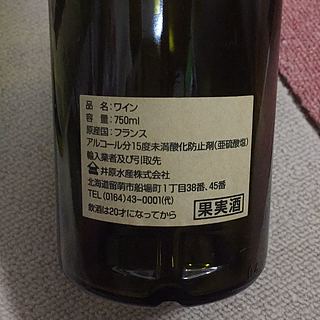 品 名：ワイン
容 量：750ml
原産国：フランス
アルコール分15度未満酸化防止剤(亜硫酸塩)
輸入業者及び引取先
井原水産株式会社
北海道留萌市船場町1丁目38番、45番
TEL(0164)43-0001(代)
飲酒は20才になってから
果実酒